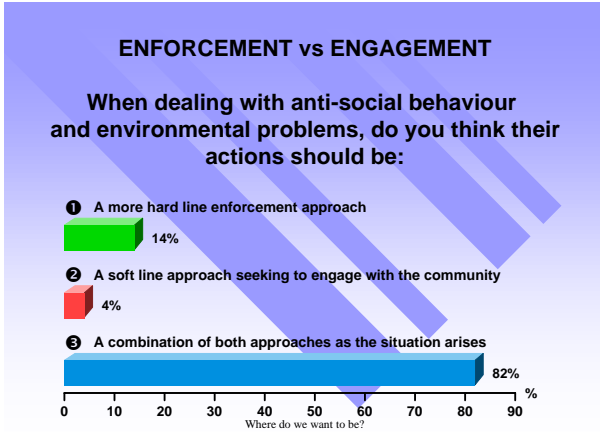 ENFORCEMENT vs ENGAGEMENT
When dealing with anti-social behaviour
and environmental problems, do you think their
actions should be:
❶ A more hard line enforcement approach
14%
❷ A soft line approach seeking to engage with the community
4%
❸ A combination of both approaches as the situation arises
82%
%
0 10 20 30 40 50 60 70 80 90
Where do we want to be?